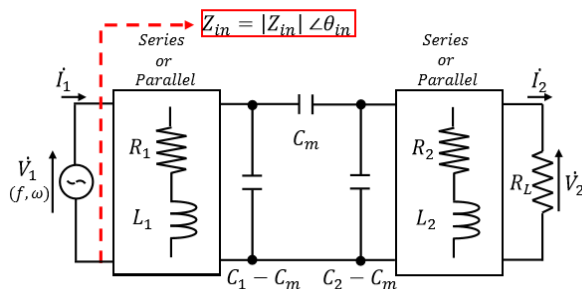 Z_in = |Z_in| ∠θ_in
Series
or
Parallel
Series
or
Parallel
İ_1
İ_2
C_m
R_1
R_2
V̇_1
(f, ω)
R_L
V̇_2
L_1
L_2
C_1 − C_m
C_2 − C_m